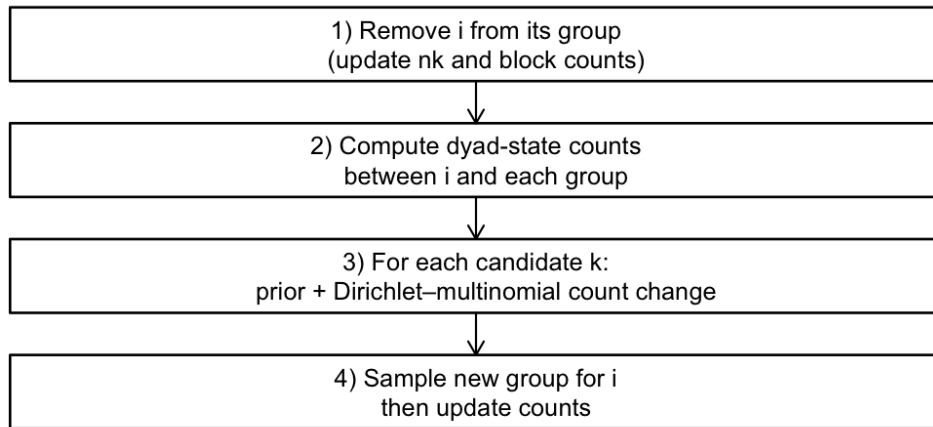 1) Remove i from its group
(update nk and block counts)
2) Compute dyad-state counts
between i and each group
3) For each candidate k:
prior + Dirichlet–multinomial count change
4) Sample new group for i
then update counts